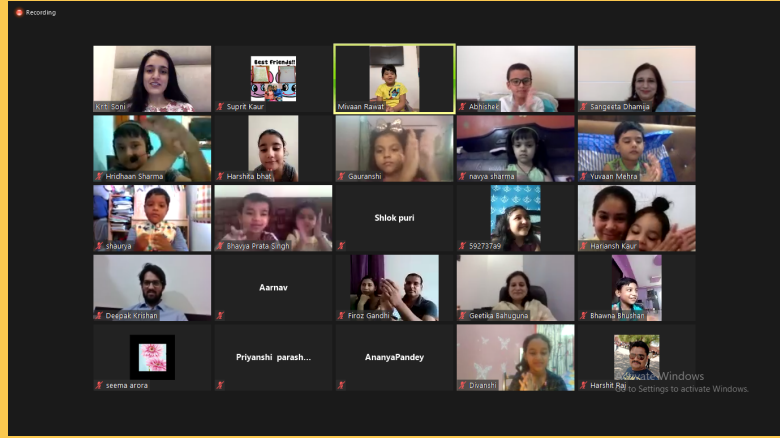 Recording
Kriti Soni
Best Friends!!
Suprit Kaur
Mivaan Rawat
Abhishek
Sangeeta Dhamija
Hridhaan Sharma
Harshita bhat
Gauranshi
navya sharma
Yuvaan Mehra
shaurya
Bhavya Prata Singh
Shlok puri
592737a9
Hariansh Kaur
Deepak Krishan
Aarnav
Firoz Gandhi
Geetika Bahuguna
Bhawna Bhushan
seema arora
Priyanshi parash...
AnanyaPandey
Divanshi
Harshit Raj
Activate Windows
Go to Settings to activate Windows.